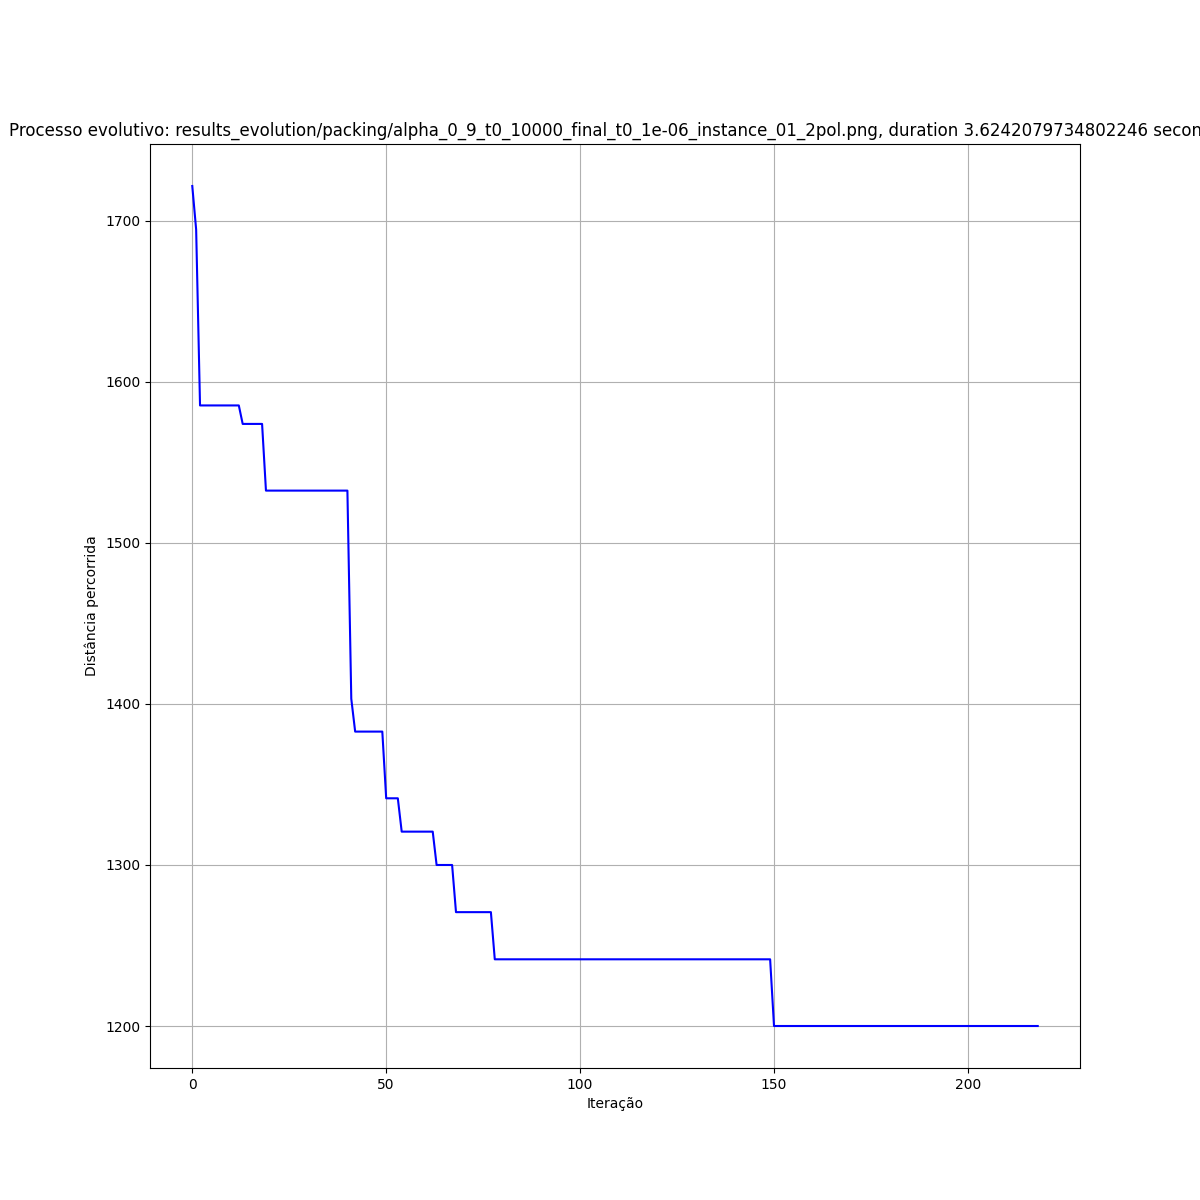 Processo evolutivo: results_evolution/packing/alpha_0_9_t0_10000_final_t0_1e-06_instance_01_2pol.png, duration 3.6242079734802246 secon
1700
1600
1500
1400
1300
1200
Distância percorrida
0 50 100 150 200
Iteração